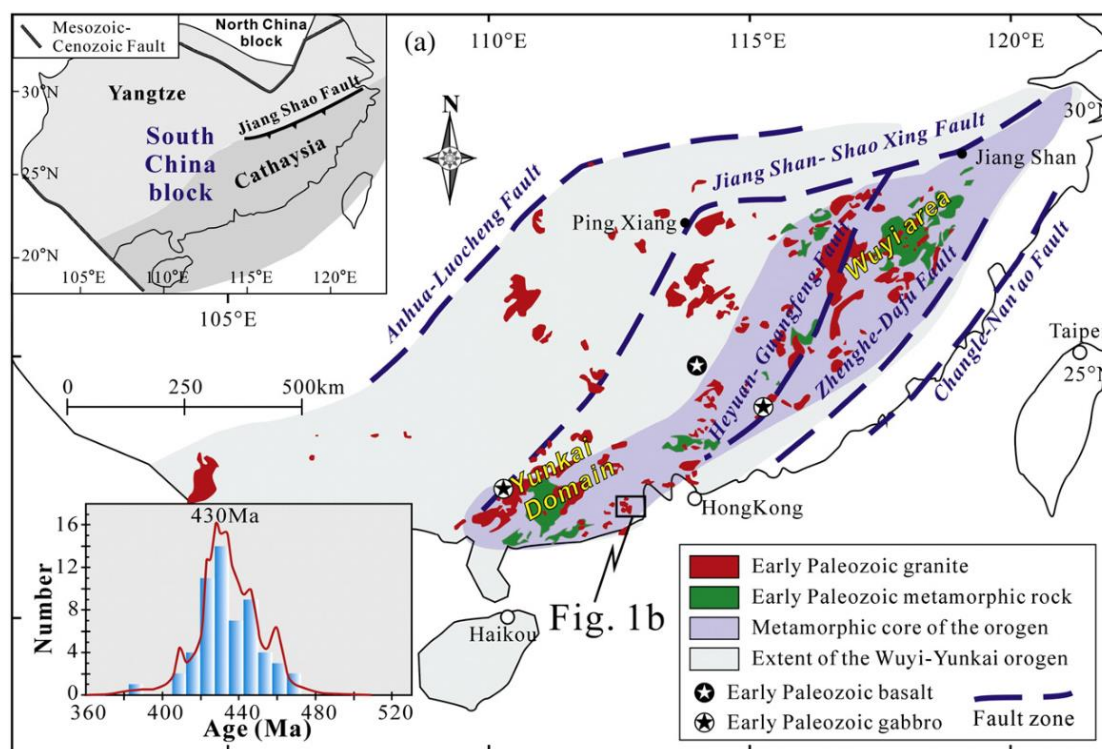 Mesozoic-
Cenozoic Fault
North China
block
Yangtze
30°N
Jiang Shao Fault
South
China
block
Cathaysia
25°N
20°N
105°E
110°E
115°E
120°E
105°E
(a)
110°E
115°E
120°E
N
30°N
Jiang Shan- Shao Xing Fault
Jiang Shan
Anhua-Luocheng Fault
Ping Xiang
Wuyi area
Heyuan- Guangfeng Fault
Zhenghe-Dafu Fault
Changle-Nan'ao Fault
Taipe
25°N
0
250
500km
Yunkai
Domain
HongKong
Fig. 1b
Haikou
430Ma
16
12
8
4
0
Number
360
400
440
480
520
Age (Ma)
Early Paleozoic granite
Early Paleozoic metamorphic rock
Metamorphic core of the orogen
Extent of the Wuyi-Yunkai orogen
Early Paleozoic basalt
Early Paleozoic gabbro
Fault zone